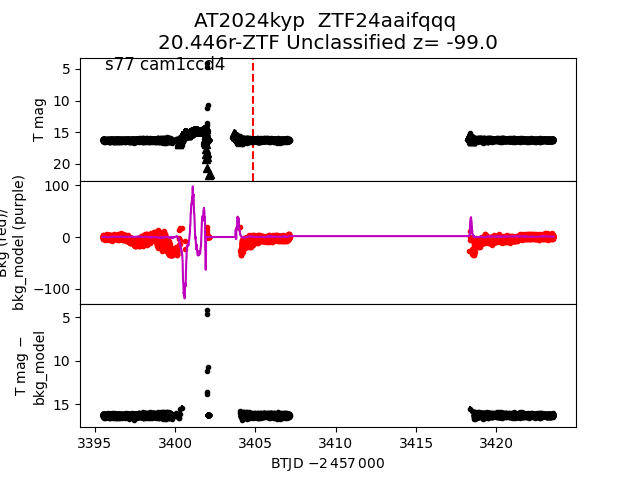 AT2024kyp  ZTF24aaifqqq
20.446r-ZTF Unclassified z= -99.0
s77 cam1ccd4
T mag
5
10
15
20
Bkg (red)/
bkg_model (purple)
100
0
−100
T mag −
bkg_model
5
10
15
3395 3400 3405 3410 3415 3420
BTJD −2 457 000